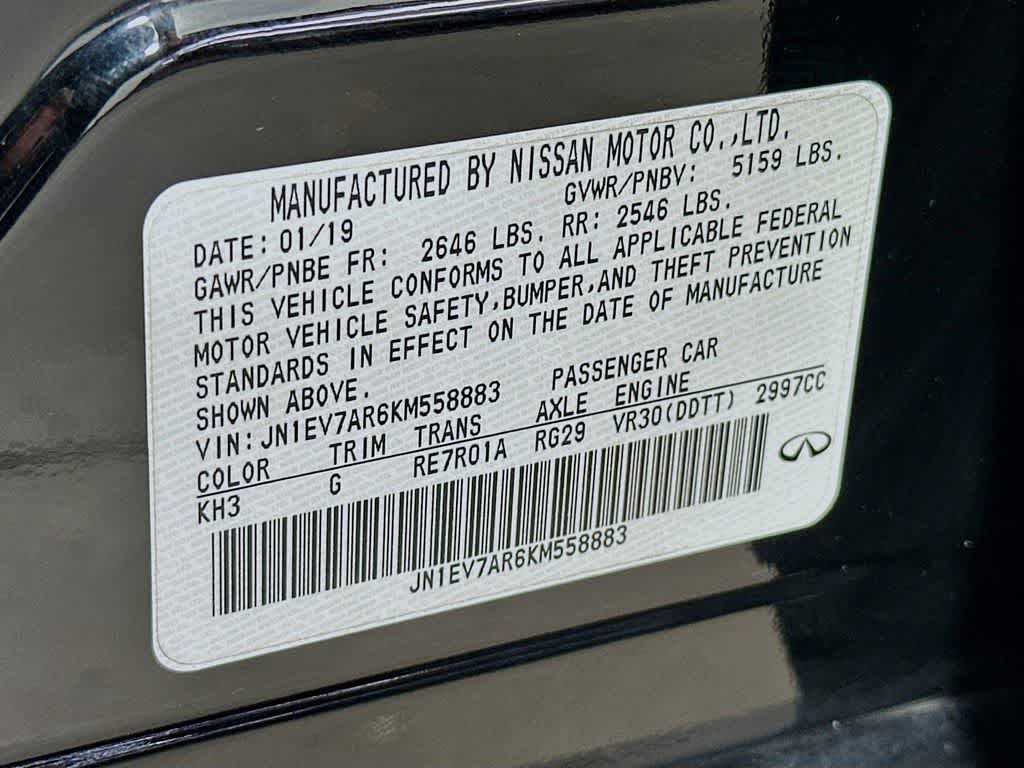 MANUFACTURED BY NISSAN MOTOR CO.,LTD.
DATE: 01/19 GVWR/PNBV: 5159 LBS.
GAWR/PNBE FR: 2646 LBS. RR: 2546 LBS.
THIS VEHICLE CONFORMS TO ALL APPLICABLE FEDERAL
MOTOR VEHICLE SAFETY,BUMPER,AND THEFT PREVENTION
STANDARDS IN EFFECT ON THE DATE OF MANUFACTURE
SHOWN ABOVE.
VIN: JN1EV7AR6KM558883 PASSENGER CAR
COLOR TRIM TRANS AXLE ENGINE
KH3 G RE7R01A RG29 VR30(DDTT) 2997CC
JN1EV7AR6KM558883